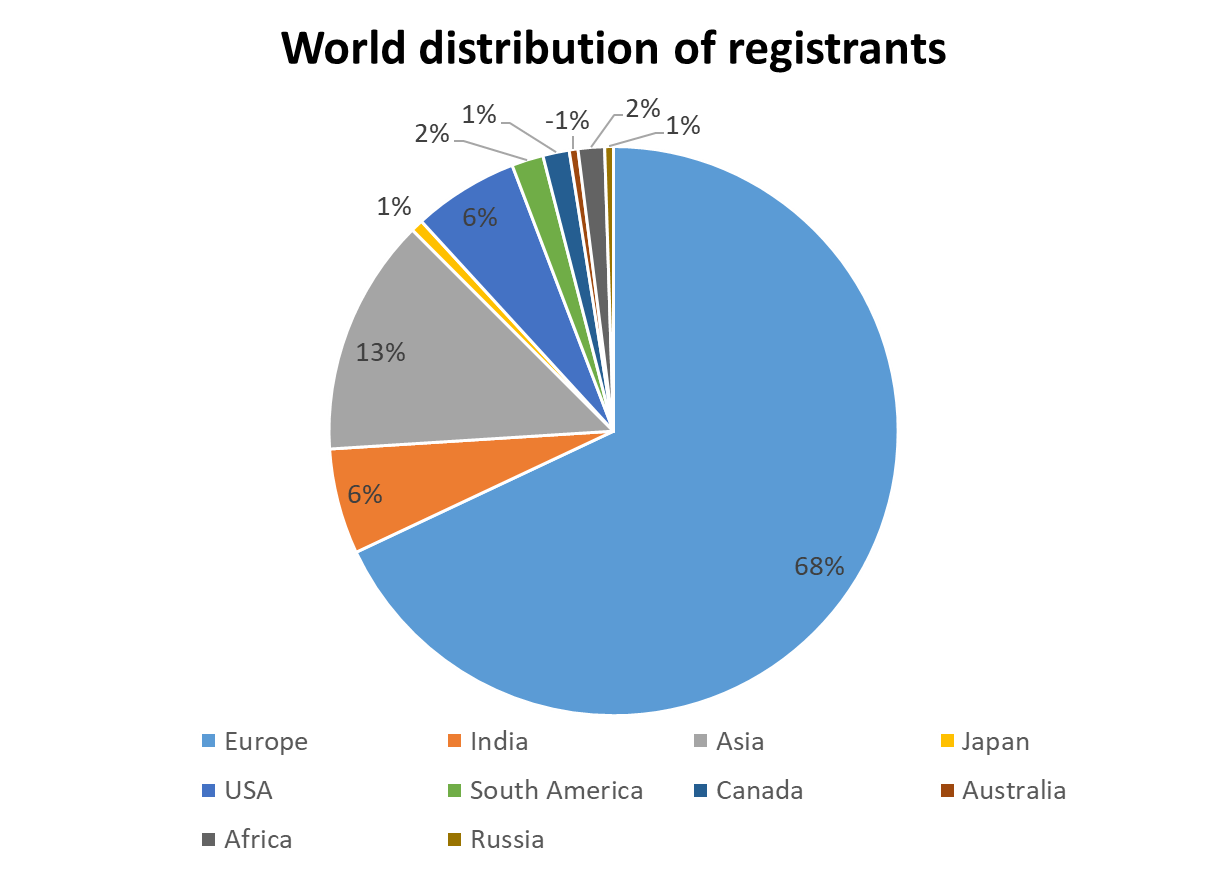 World distribution of registrants
1% -1% 2% 1%
2%
1%
6%
13%
6%
68%
Europe India Asia Japan
USA South America Canada Australia
Africa Russia